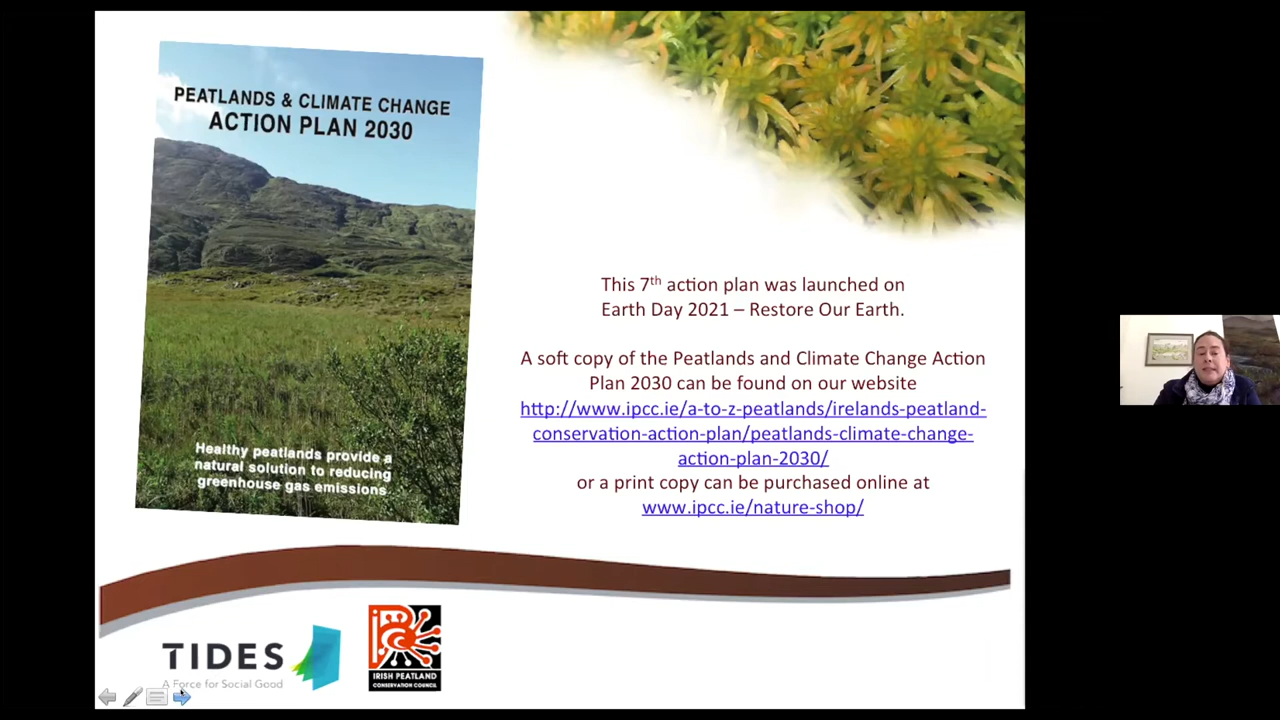 PEATLANDS & CLIMATE CHANGE
ACTION PLAN 2030
Healthy peatlands provide a
natural solution to reducing
greenhouse gas emissions
This 7th action plan was launched on
Earth Day 2021 – Restore Our Earth.
A soft copy of the Peatlands and Climate Change Action
Plan 2030 can be found on our website
http://www.ipcc.ie/a-to-z-peatlands/irelands-peatland-
conservation-action-plan/peatlands-climate-change-
action-plan-2030/
or a print copy can be purchased online at
www.ipcc.ie/nature-shop/
TIDES
A Force for Social Good
IPCC
IRISH PEATLAND
CONSERVATION COUNCIL